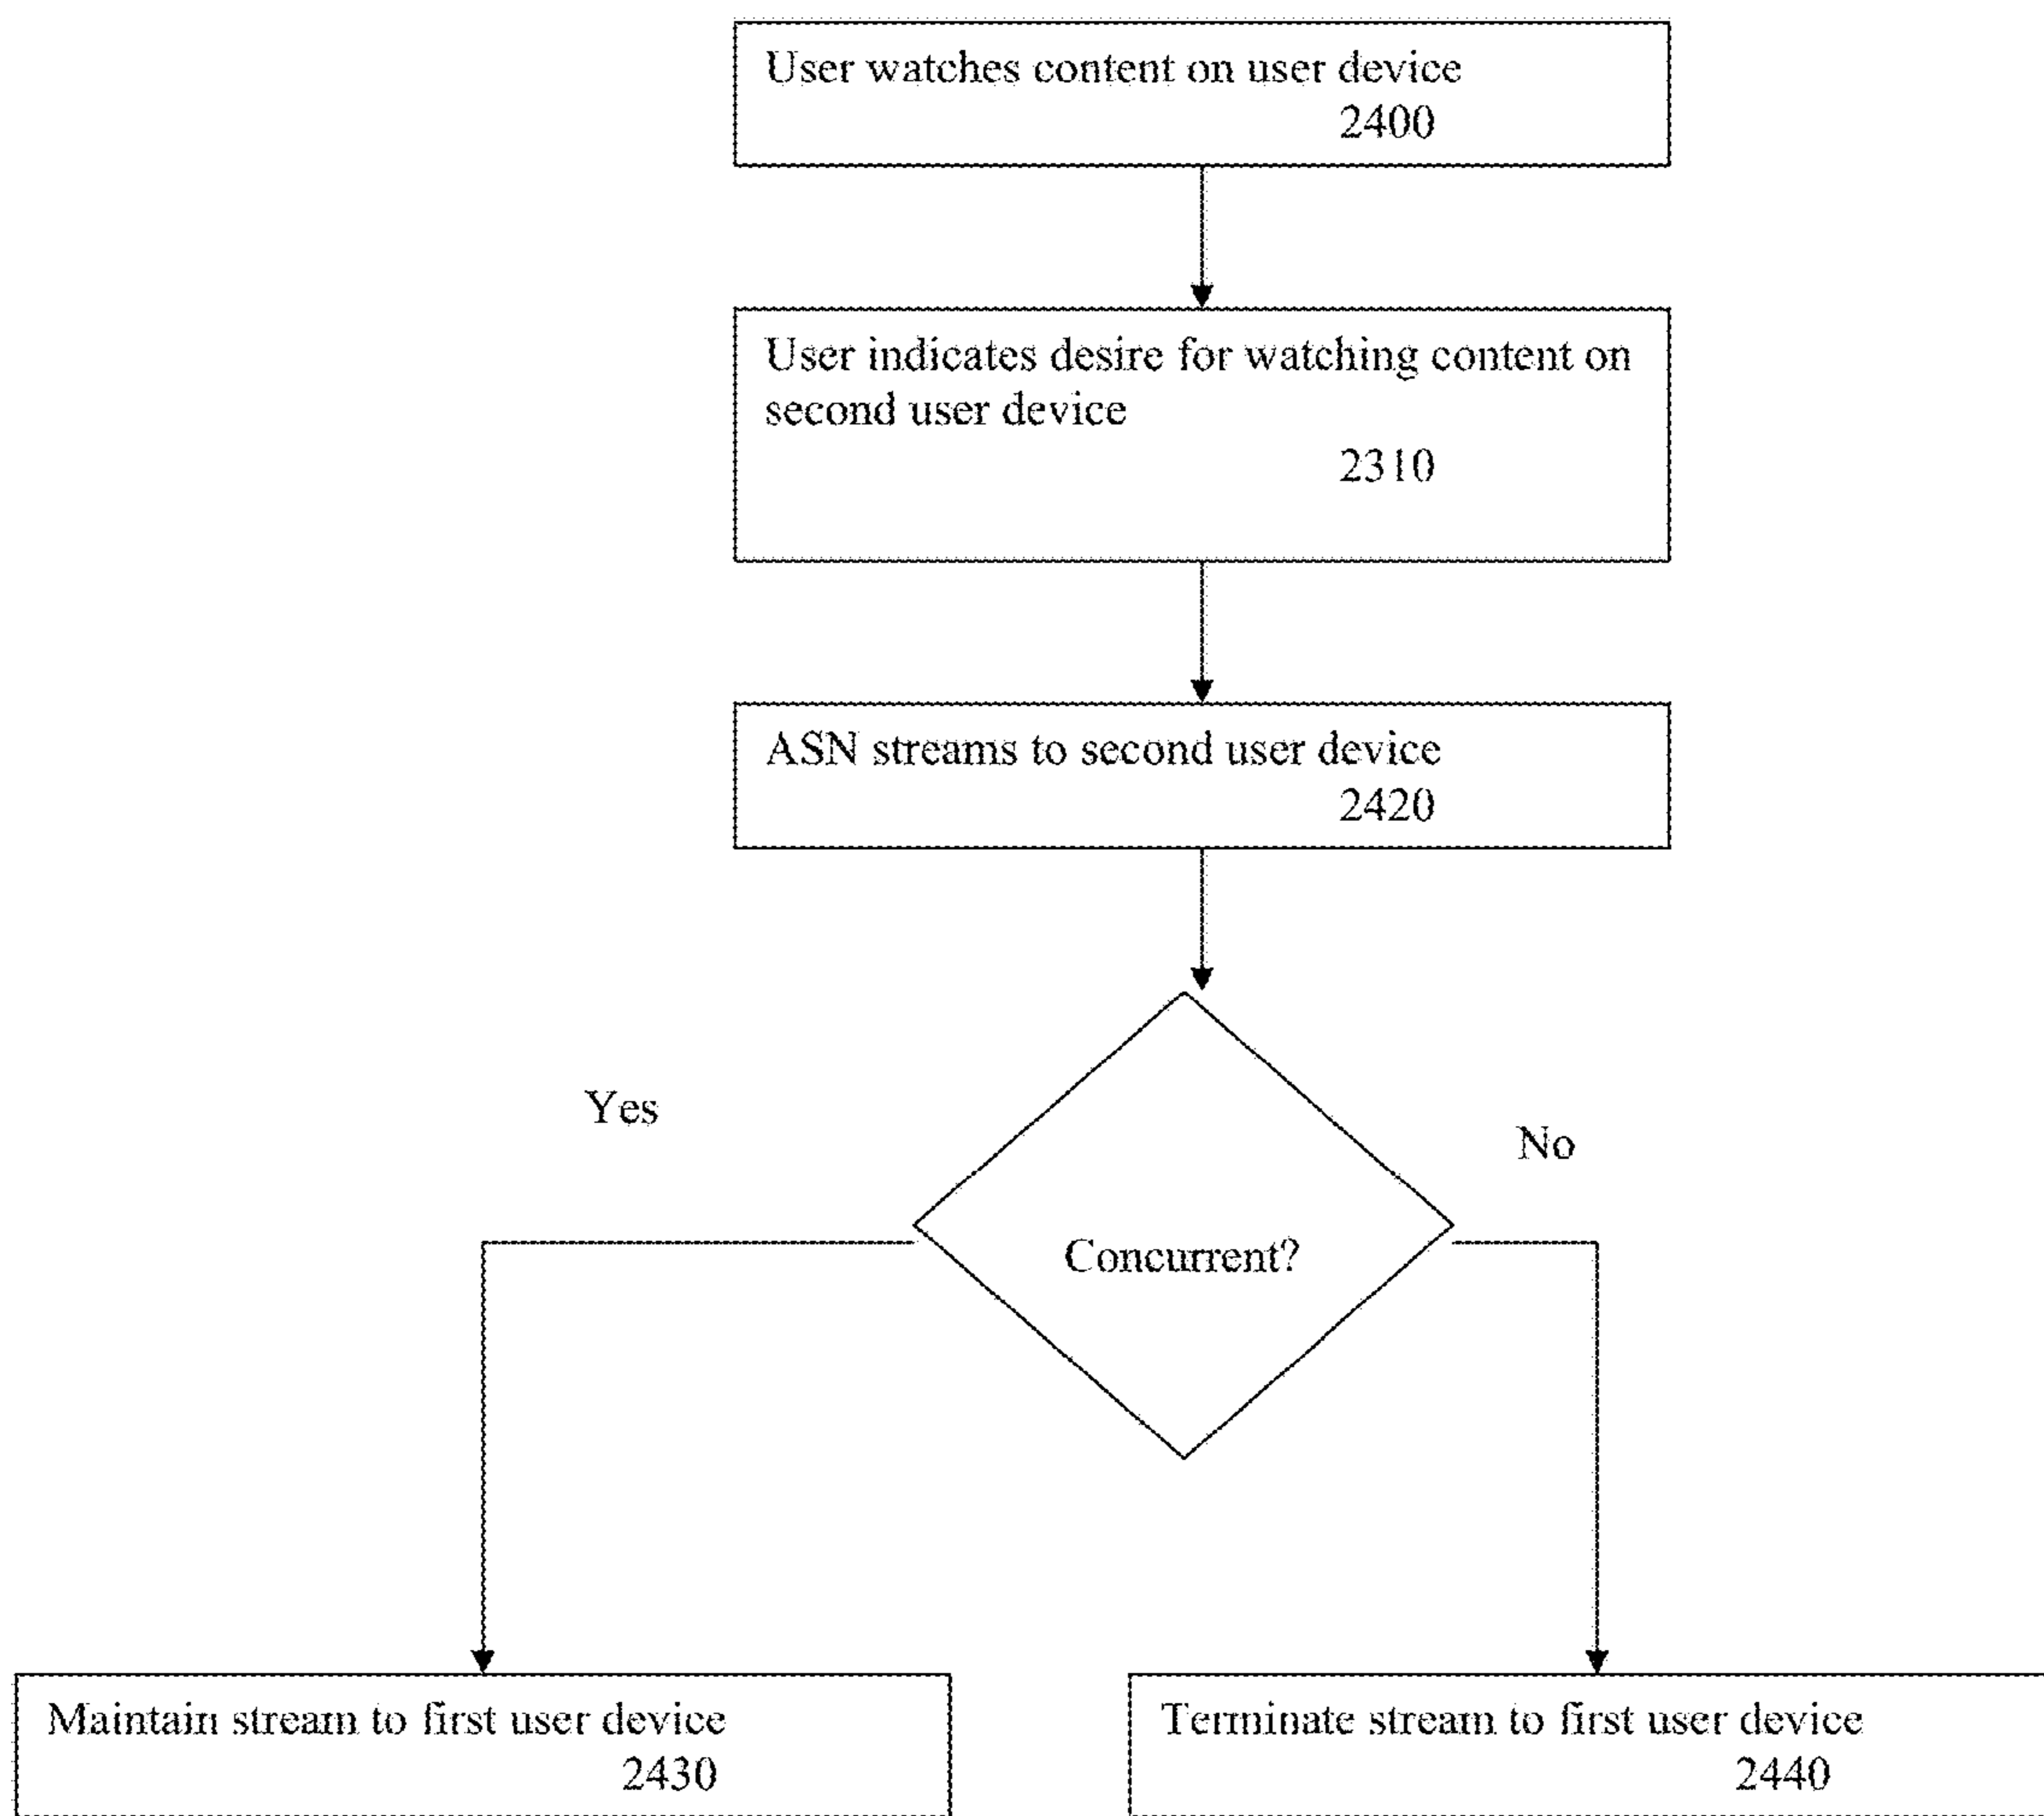 User watches content on user device
2400
User indicates desire for watching content on
second user device
2310
ASN streams to second user device
2420
Yes
No
Concurrent?
Maintain stream to first user device
2430
Terminate stream to first user device
2440